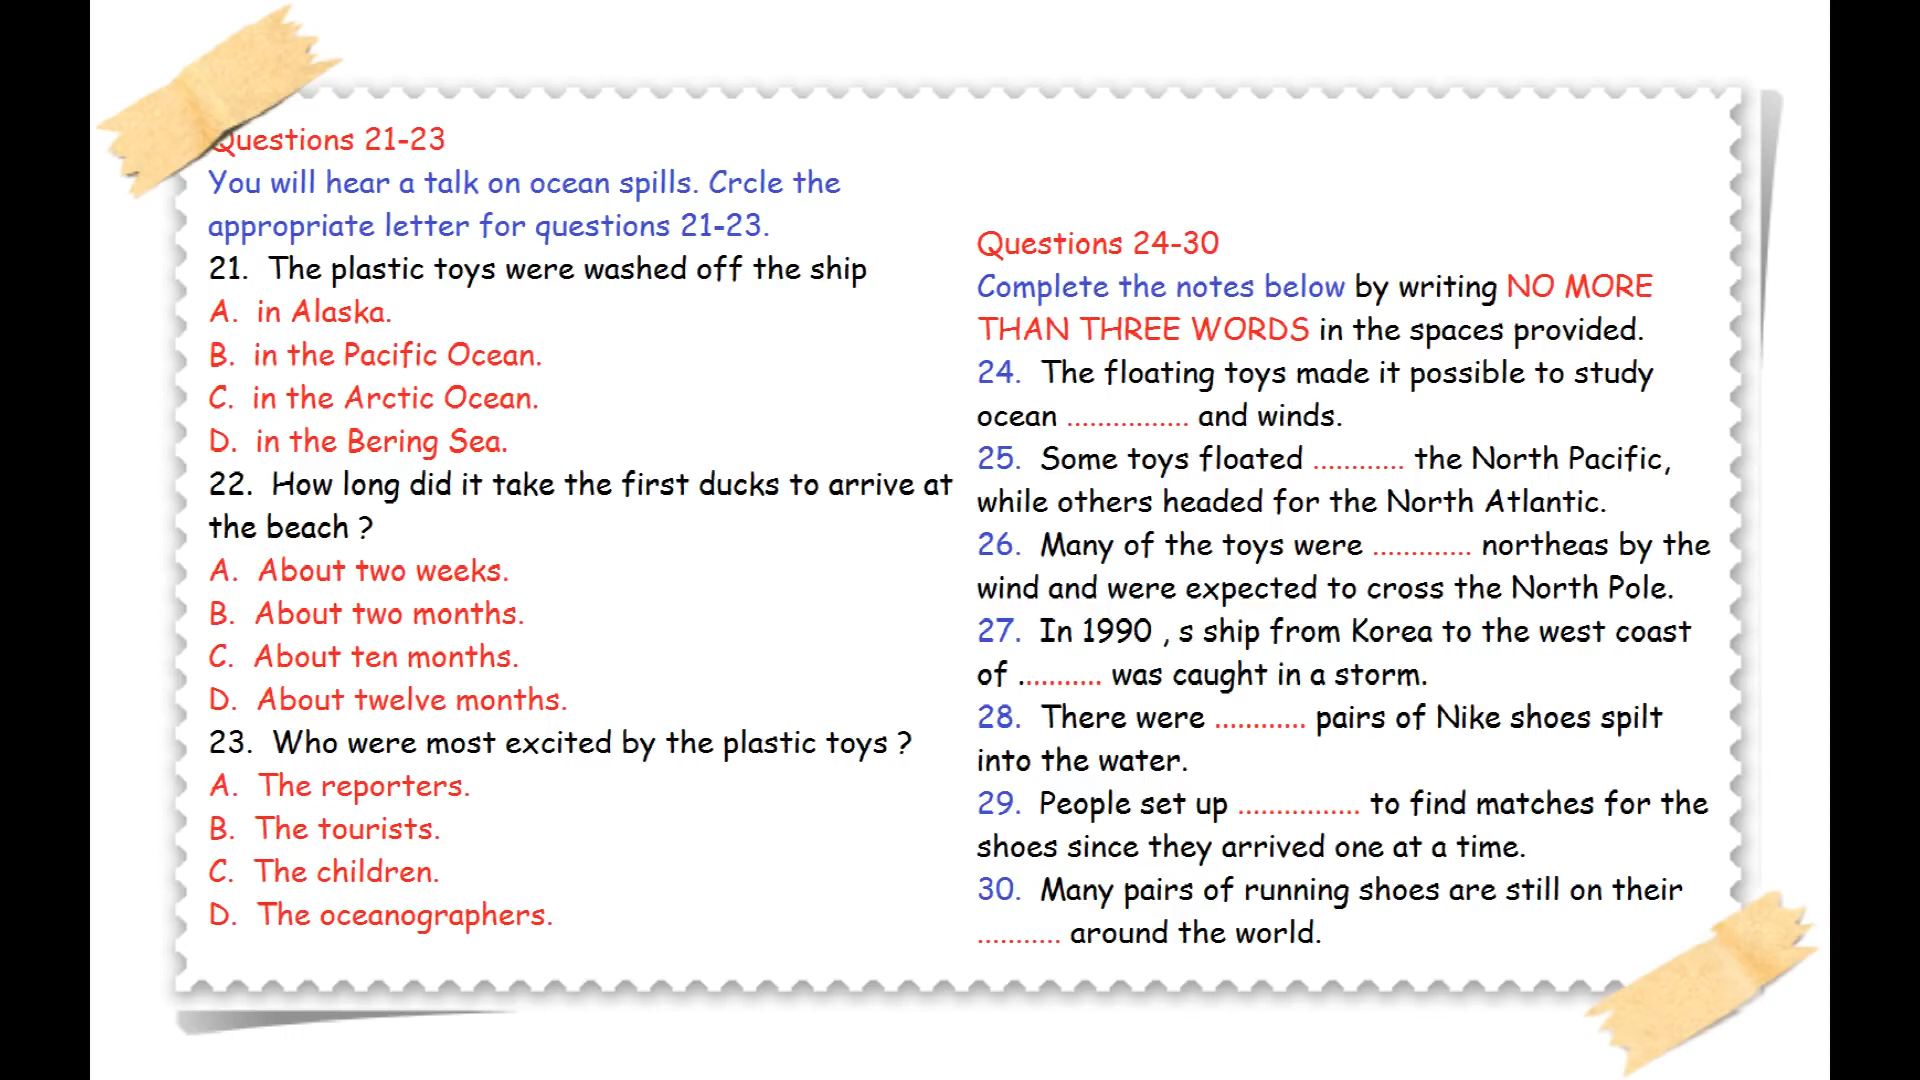 Questions 21-23
You will hear a talk on ocean spills. Crcle the
appropriate letter for questions 21-23.
21. The plastic toys were washed off the ship
A. in Alaska.
B. in the Pacific Ocean.
C. in the Arctic Ocean.
D. in the Bering Sea.
22. How long did it take the first ducks to arrive at
the beach ?
A. About two weeks.
B. About two months.
C. About ten months.
D. About twelve months.
23. Who were most excited by the plastic toys ?
A. The reporters.
B. The tourists.
C. The children.
D. The oceanographers.
Questions 24-30
Complete the notes below by writing NO MORE
THAN THREE WORDS in the spaces provided.
24. The floating toys made it possible to study
ocean ................ and winds.
25. Some toys floated ............ the North Pacific,
while others headed for the North Atlantic.
26. Many of the toys were ............. northeas by the
wind and were expected to cross the North Pole.
27. In 1990 , s ship from Korea to the west coast
of ........... was caught in a storm.
28. There were ............ pairs of Nike shoes spilt
into the water.
29. People set up ................ to find matches for the
shoes since they arrived one at a time.
30. Many pairs of running shoes are still on their
........... around the world.